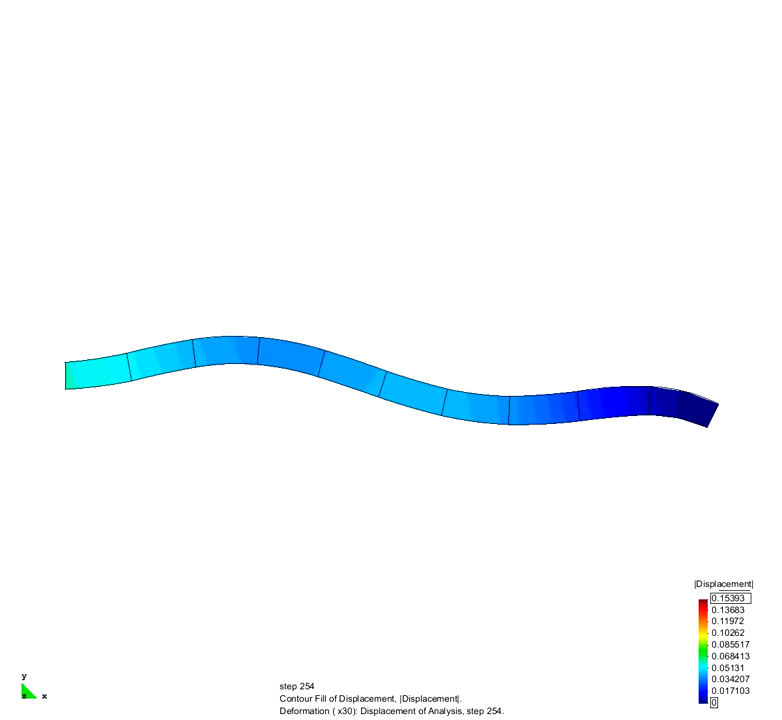 |Displacement|
0.15393
0.13683
0.11972
0.10262
0.085517
0.068413
0.05131
0.034207
0.017103
0
y
x
step 254
Contour Fill of Displacement, |Displacement|.
Deformation ( x30): Displacement of Analysis, step 254.